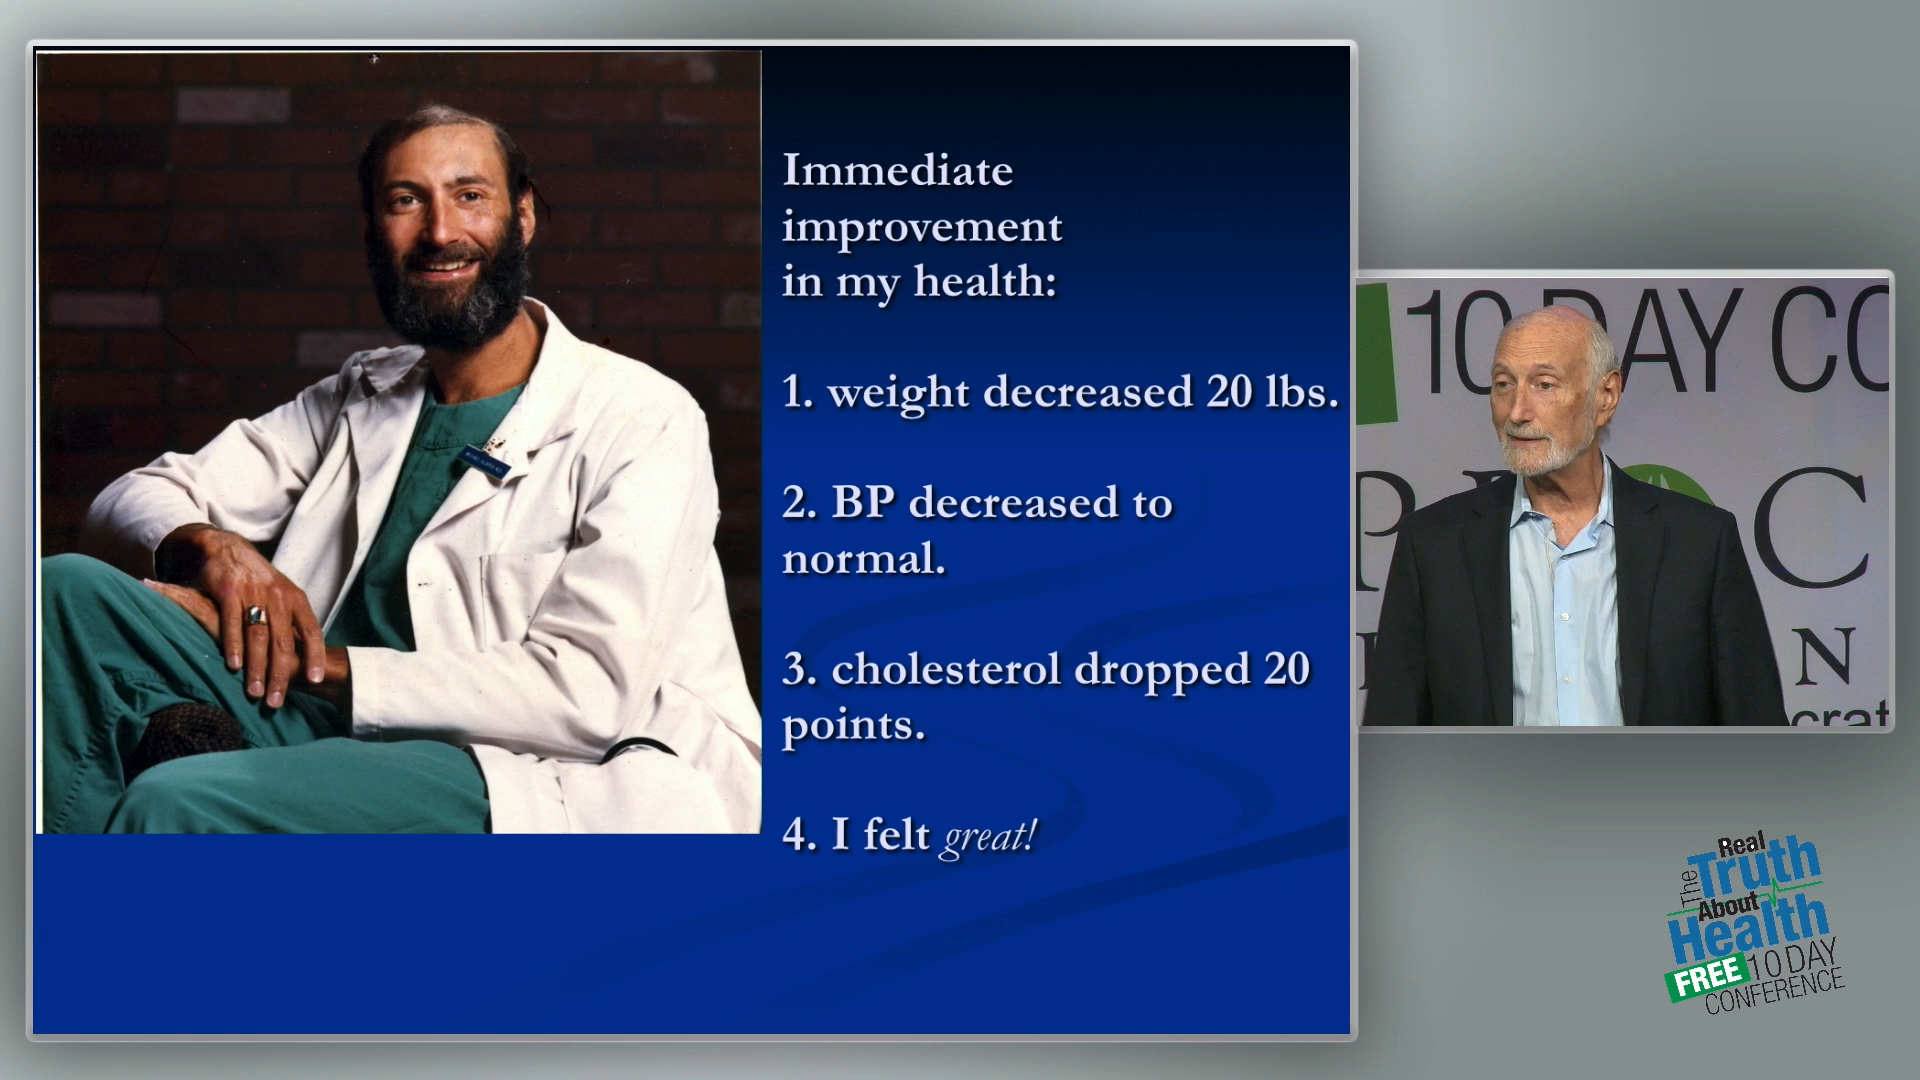 Immediate
improvement
in my health:
1. weight decreased 20 lbs.
2. BP decreased to
normal.
3. cholesterol dropped 20
points.
4. I felt great!
10 DAY CO
C
N
crat
The
Real
Truth
About
Health
FREE 10 DAY
CONFERENCE